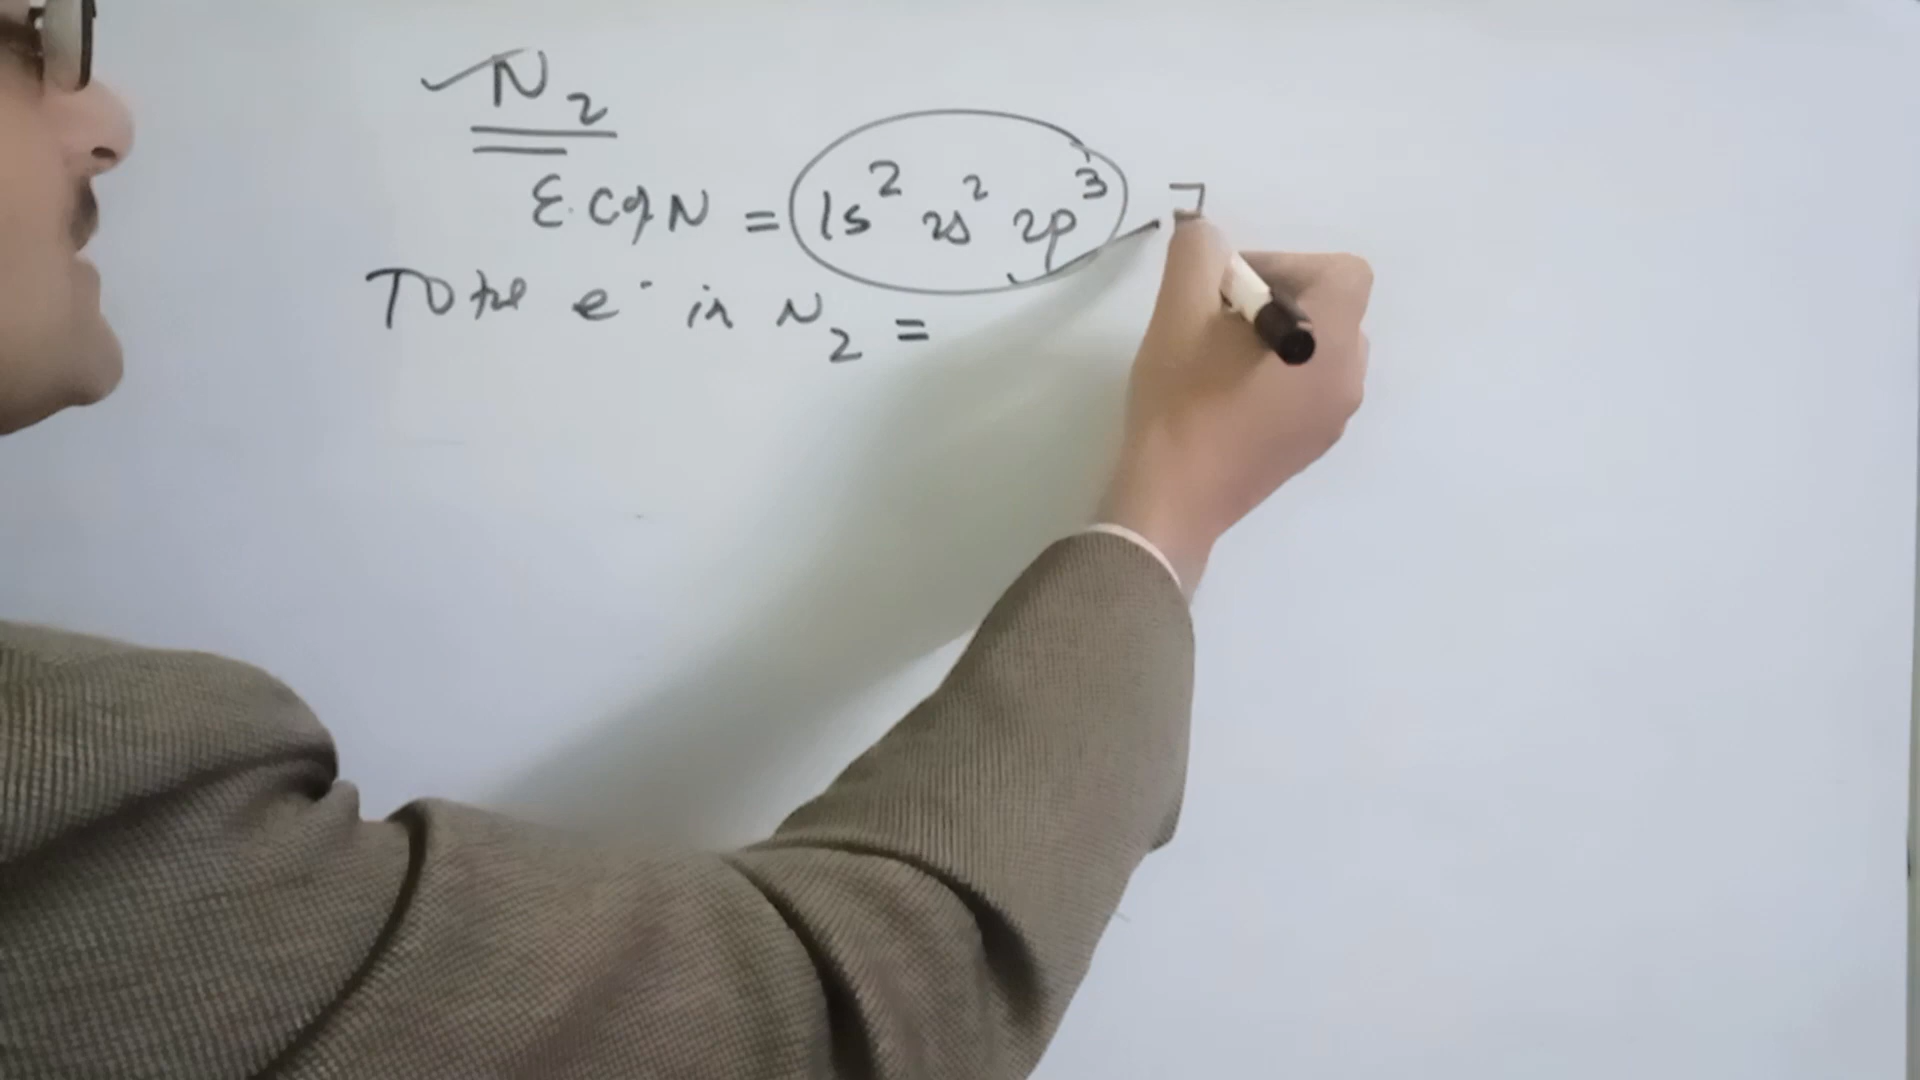 N₂
E.C of N = 1s² 2s² 2p³ 7
Total e⁻ in N₂ =